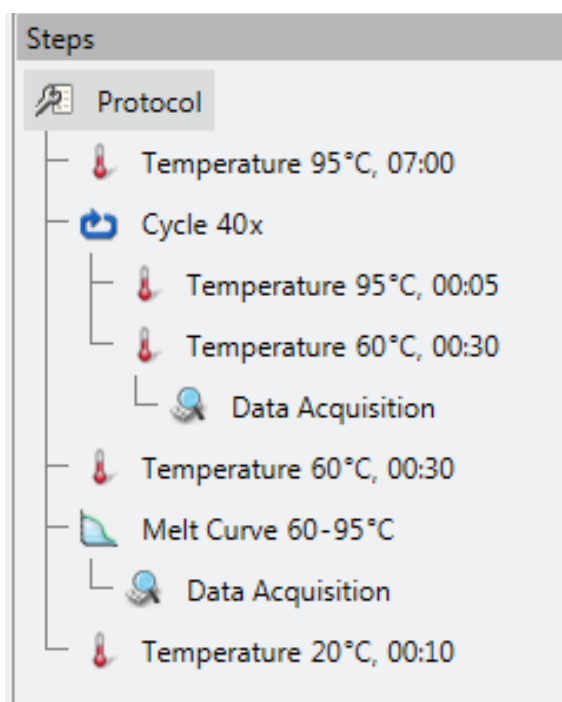 Steps
Protocol
Temperature 95°C, 07:00
Cycle 40x
Temperature 95°C, 00:05
Temperature 60°C, 00:30
Data Acquisition
Temperature 60°C, 00:30
Melt Curve 60-95°C
Data Acquisition
Temperature 20°C, 00:10